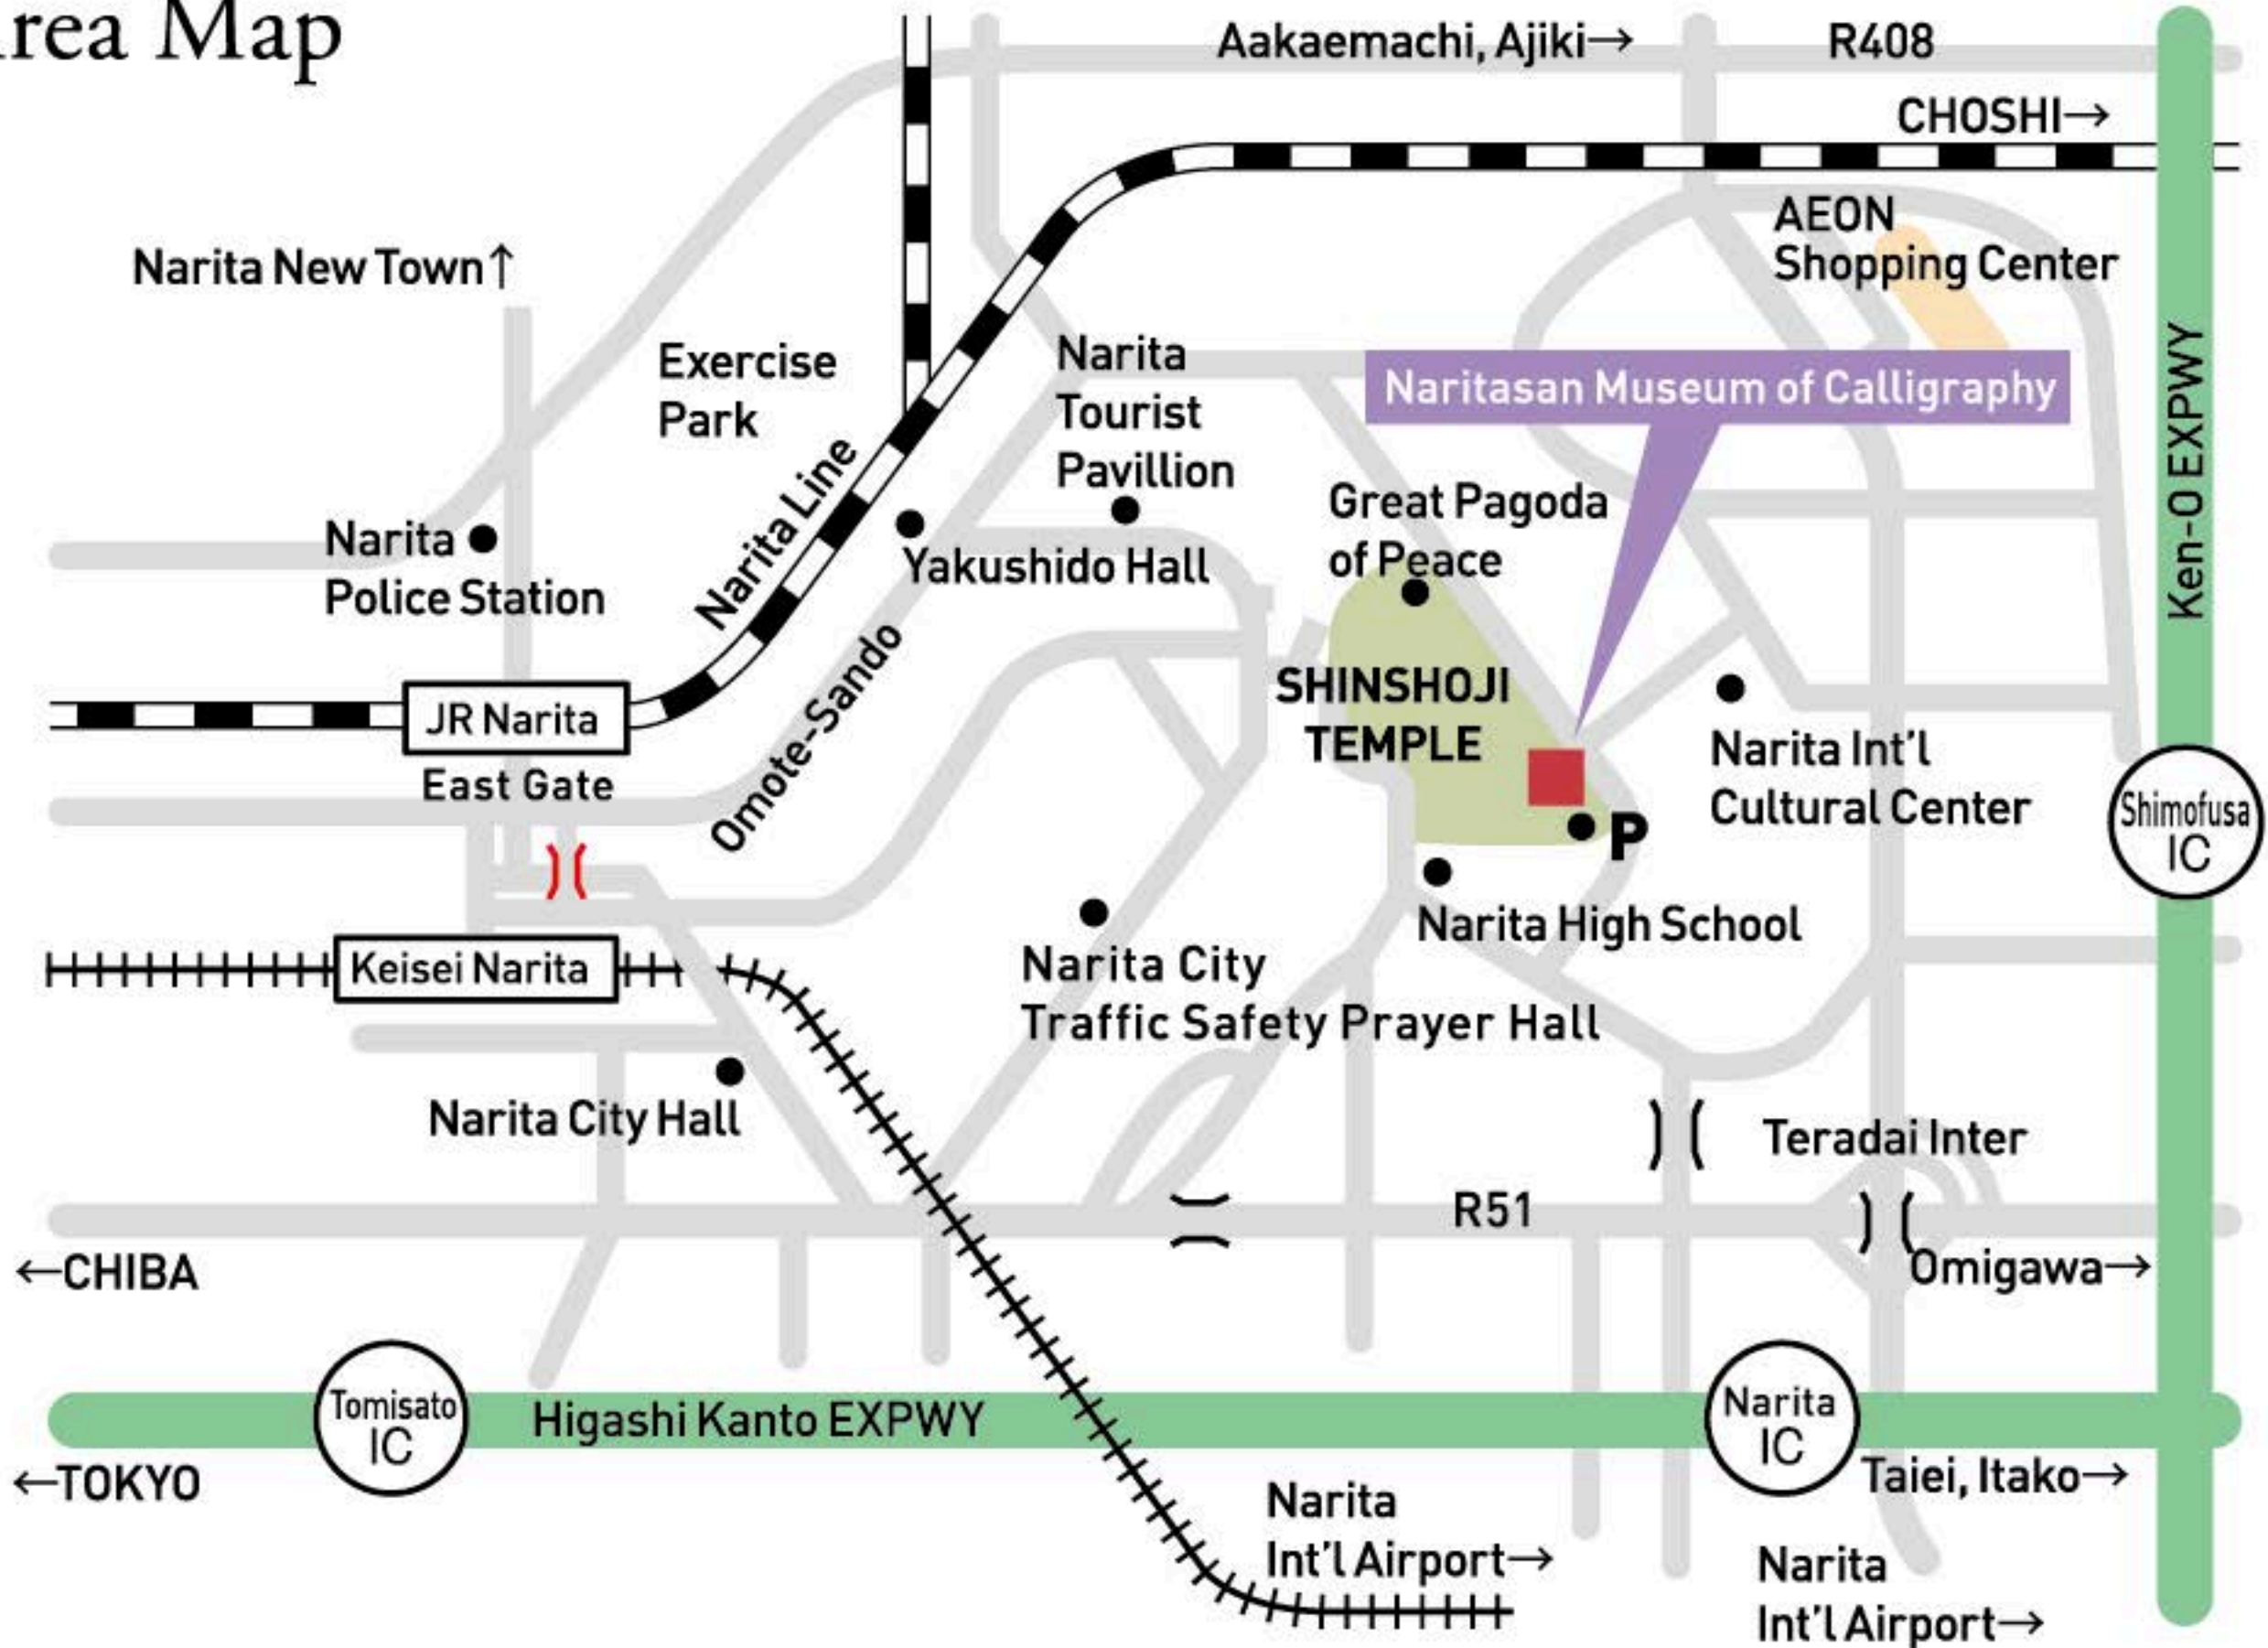 rea Map
Aakaemachi, Ajiki→
R408
CHOSHI→
Narita New Town↑
AEON
Shopping Center
Exercise
Park
Narita
Tourist
Pavillion
Naritasan Museum of Calligraphy
Ken-O EXPWY
Narita Line
Great Pagoda
of Peace
Narita
Police Station
Yakushido Hall
Omote-Sando
SHINSHOJI
TEMPLE
JR Narita
East Gate
Narita Int'l
Cultural Center
Shimofusa
IC
P
Narita High School
Keisei Narita
Narita City
Traffic Safety Prayer Hall
Narita City Hall
Teradai Inter
R51
←CHIBA
Omigawa→
Tomisato
IC
Higashi Kanto EXPWY
Narita
IC
←TOKYO
Taiei, Itako→
Narita
Int'l Airport→
Narita
Int'l Airport→